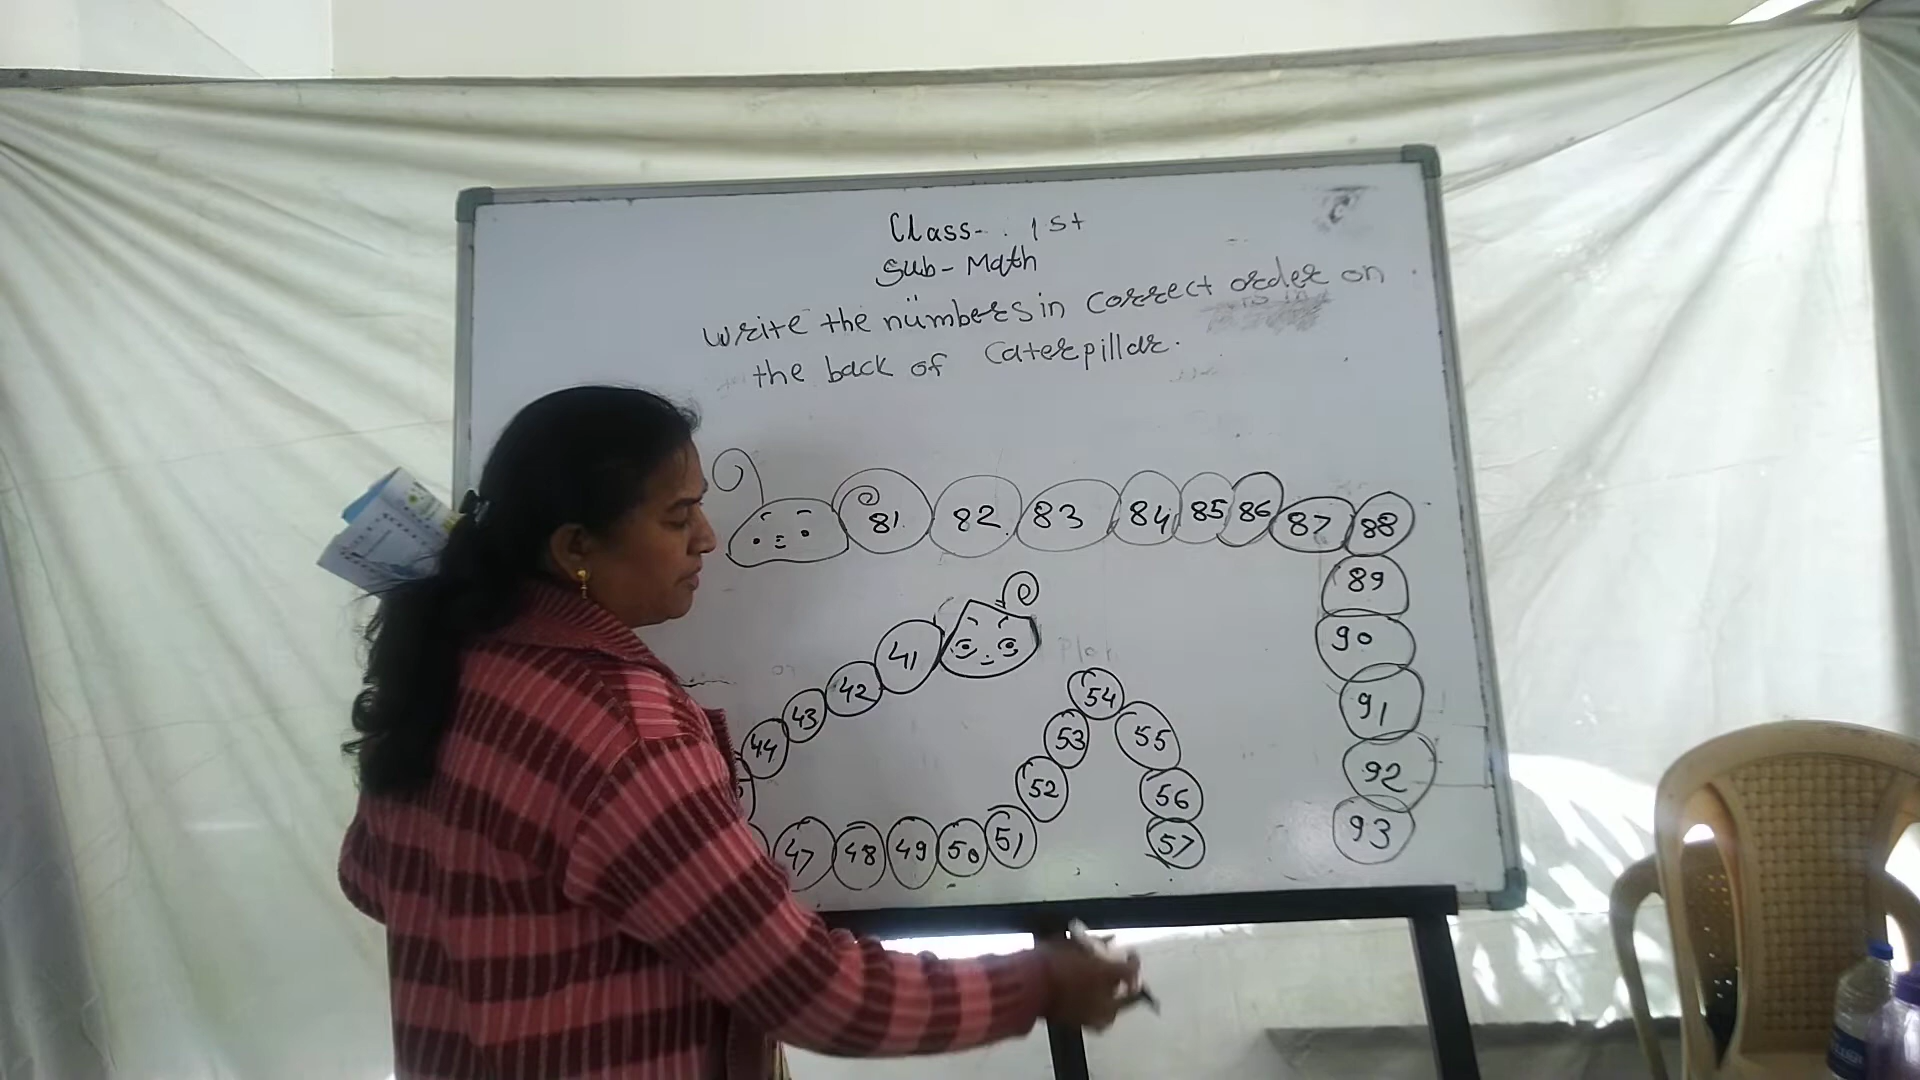 Class- 1st
Sub- Math
Write the numbers in correct order on
the back of caterpillar.
81 82 83 84 85 86 87 88
89
90
91
92
93
41
42
43
44
47 48 49 50 51
52
53
54
55
56
57